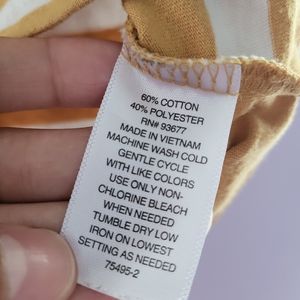 60% COTTON
40% POLYESTER
RN# 93677
MADE IN VIETNAM
MACHINE WASH COLD
GENTLE CYCLE
WITH LIKE COLORS
USE ONLY NON-
CHLORINE BLEACH
WHEN NEEDED
TUMBLE DRY LOW
IRON ON LOWEST
SETTING AS NEEDED
75495-2